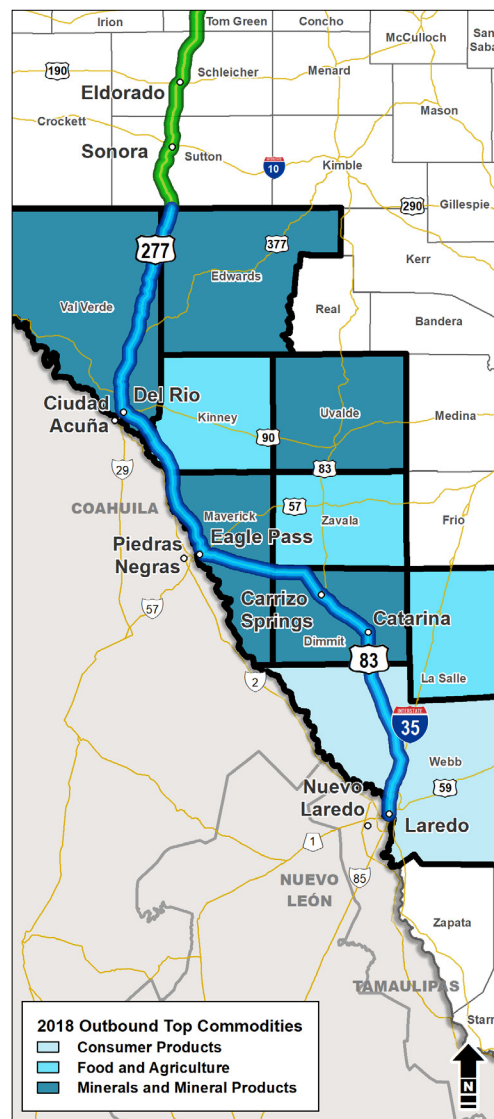 Irion
Tom Green
Concho
McCulloch
San
Saba
190
Schleicher
Menard
Eldorado
Mason
Crockett
Sonora
Sutton
INTERSTATE
10
Kimble
290
Gillespie
277
377
Kerr
Edwards
Val Verde
Real
Bandera
Del Rio
Ciudad
Acuña
Kinney
Uvalde
Medina
90
29
83
COAHUILA
57
Maverick
Zavala
Frio
Eagle Pass
Piedras
Negras
Carrizo
Springs
Catarina
57
Dimmit
83
La Salle
2
INTERSTATE
35
Webb
Nuevo
Laredo
59
Laredo
1
NUEVO
LEÓN
85
Zapata
TAMAULIPAS
Starr
2018 Outbound Top Commodities
Consumer Products
Food and Agriculture
Minerals and Mineral Products
N